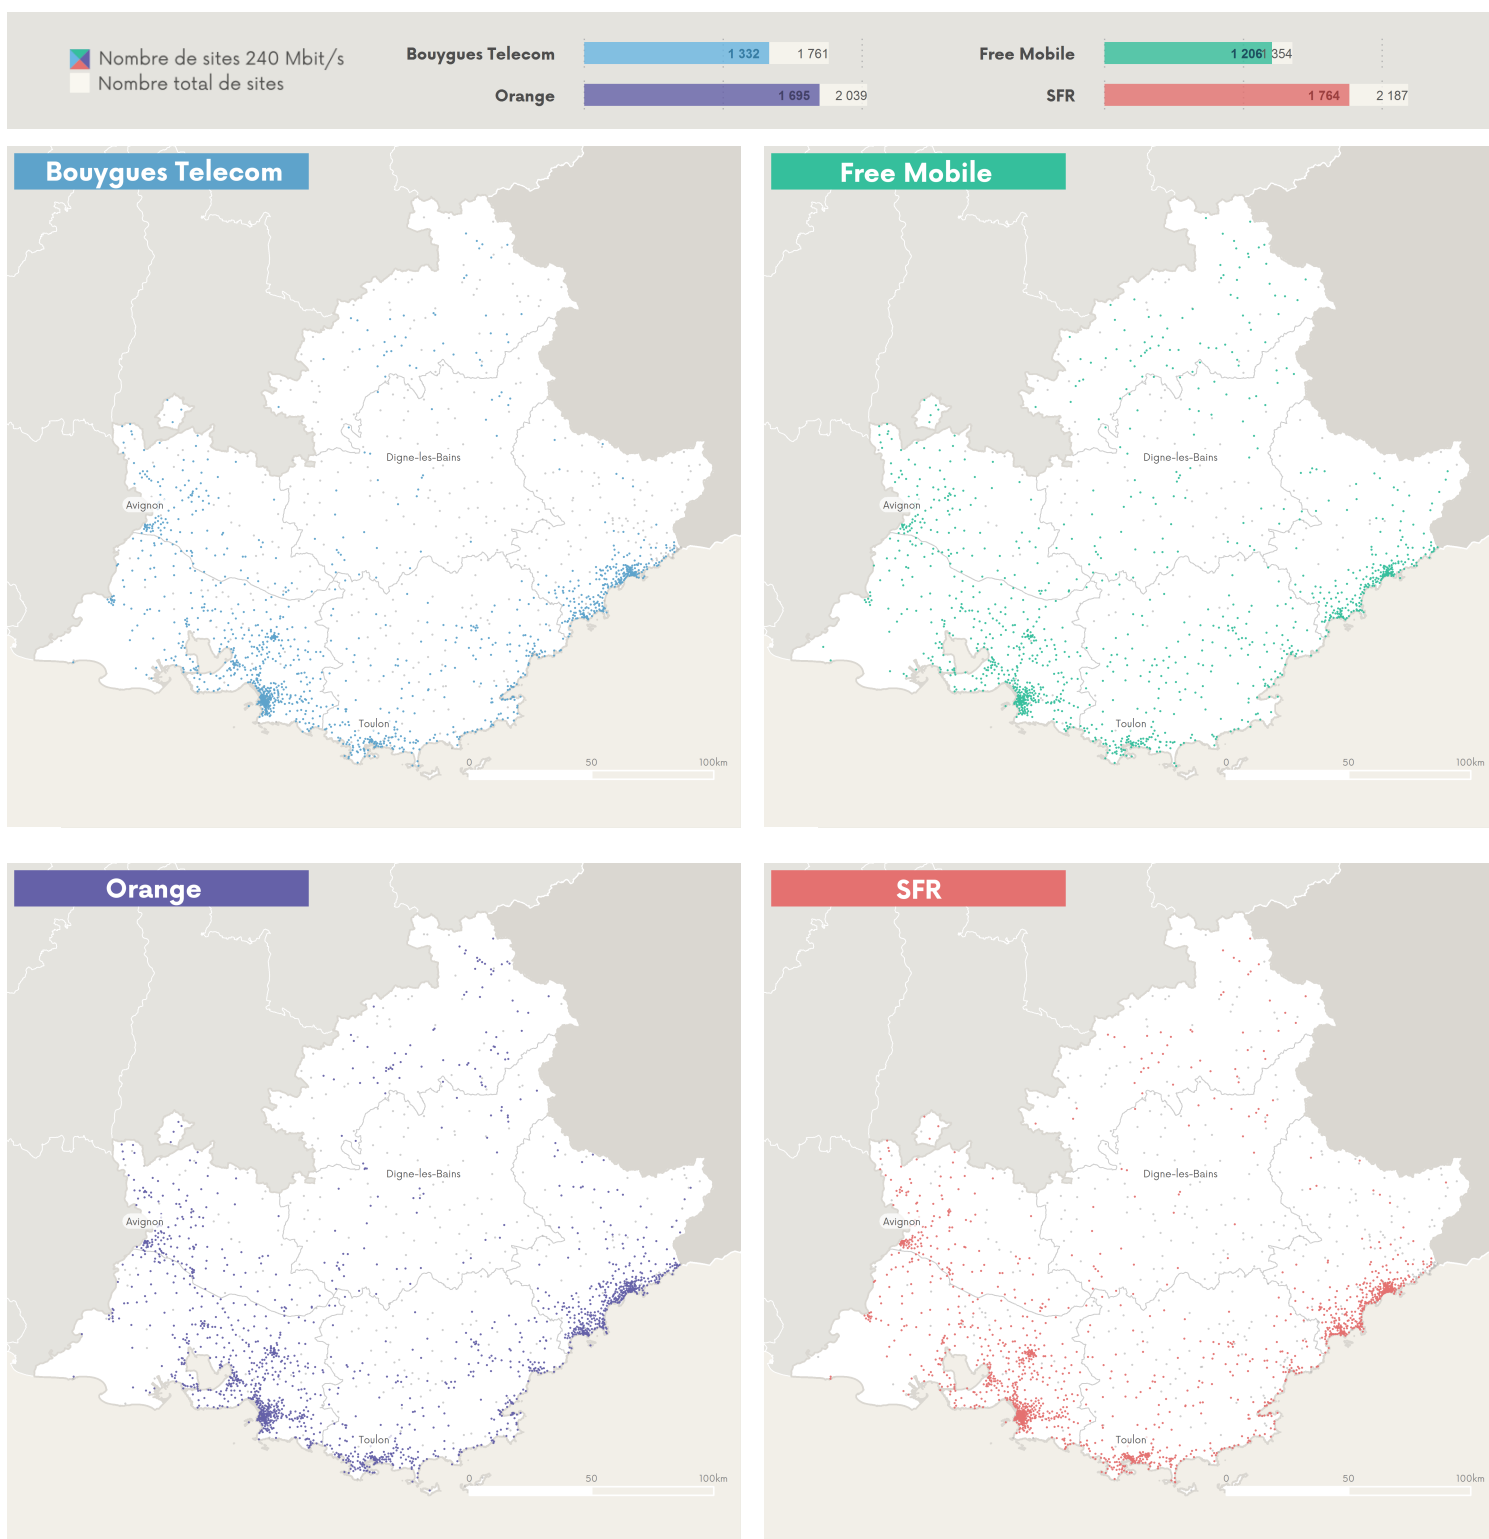 Nombre de sites 240 Mbit/s
Nombre total de sites
Bouygues Telecom 1 332 1 761
Orange 1 695 2 039
Free Mobile 1 206 1 354
SFR 1 764 2 187
Bouygues Telecom
Digne-les-Bains
Avignon
Toulon
0 50 100km
Free Mobile
Digne-les-Bains
Avignon
Toulon
0 50 100km
Orange
Digne-les-Bains
Avignon
Toulon
0 50 100km
SFR
Digne-les-Bains
Avignon
Toulon
0 50 100km